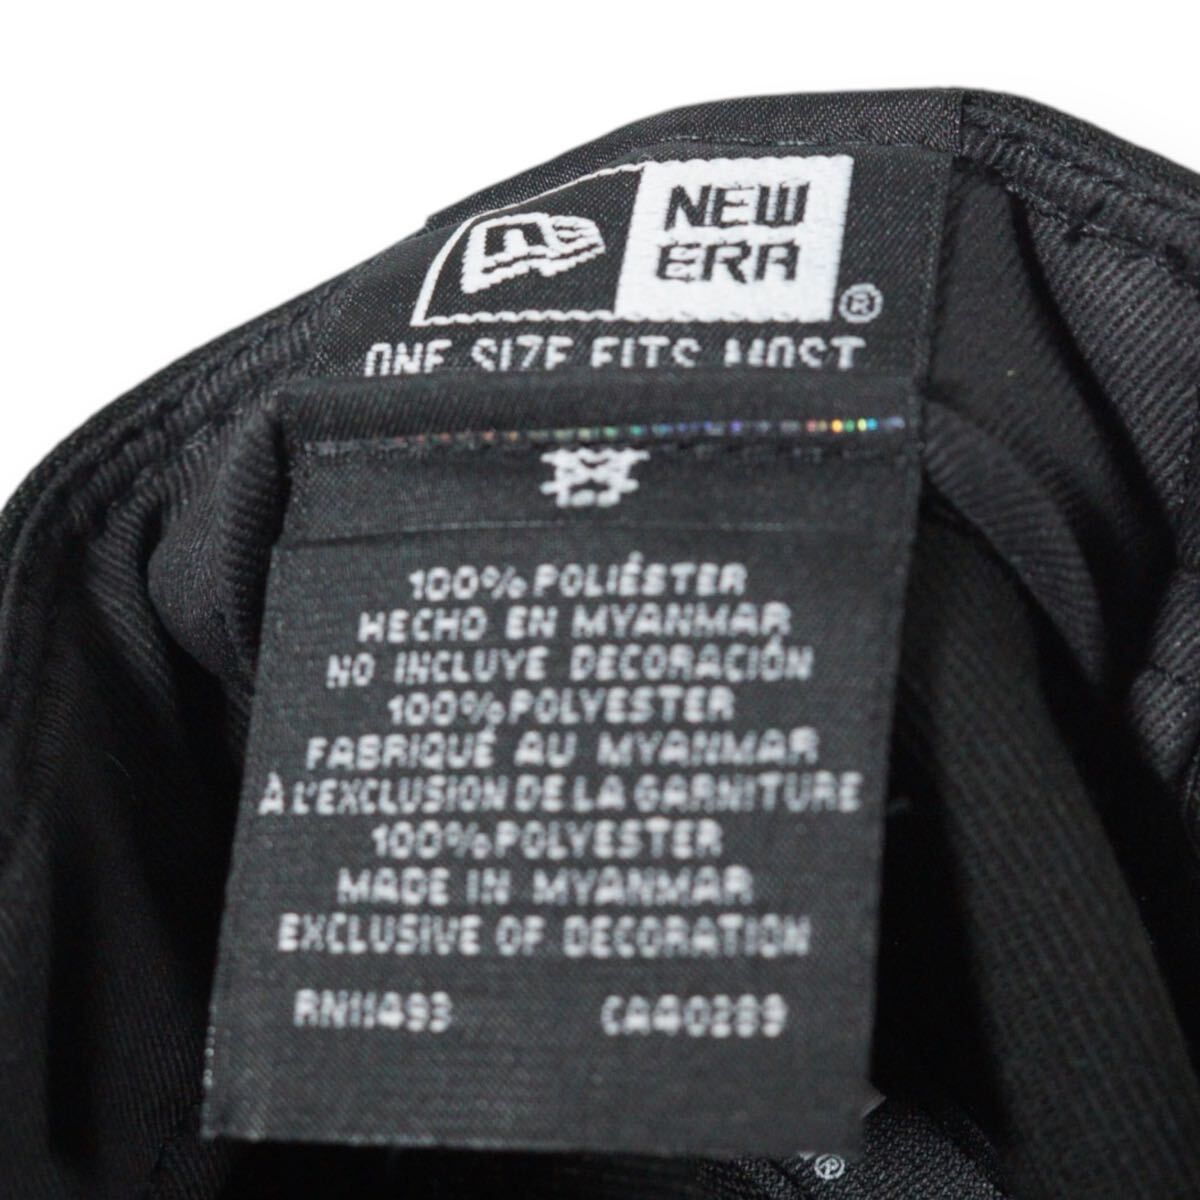 NEW
ERA
®
ONE SIZE FITS MOST
100% POLIÉSTER
HECHO EN MYANMAR
NO INCLUYE DECORACIÓN
100% POLYESTER
FABRIQUÉ AU MYANMAR
À L'EXCLUSION DE LA GARNITURE
100% POLYESTER
MADE IN MYANMAR
EXCLUSIVE OF DECORATION
RN11493 CA40289
®